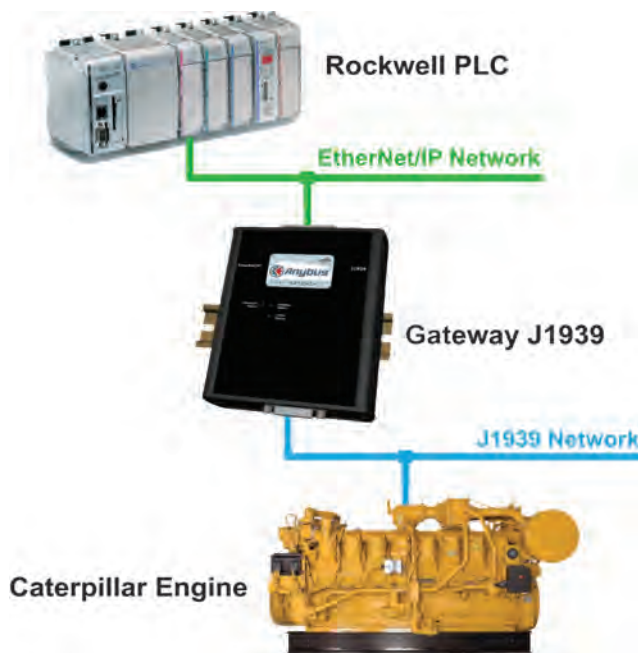 Rockwell PLC
EtherNet/IP Network
Anybus
Gateway J1939
J1939 Network
Caterpillar Engine